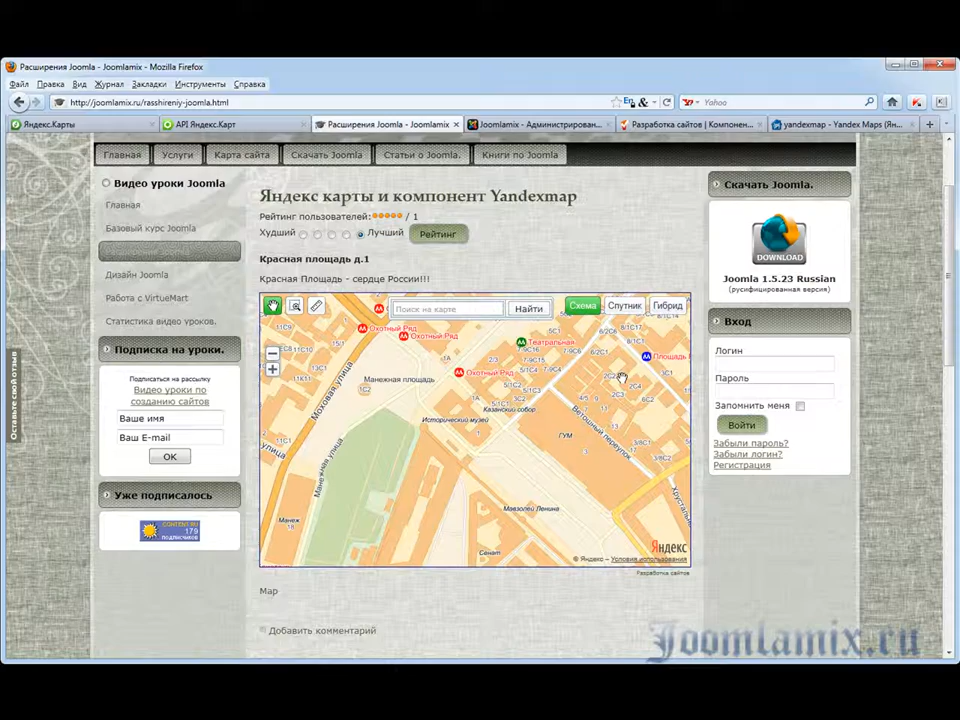 Расширения Joomla - Joomlamix - Mozilla Firefox
Файл Правка Вид Журнал Закладки Инструменты Справка
http://joomlamix.ru/rasshireniy-joomla.html
Yahoo
Яндекс.Карты
API Яндекс.Карт
Расширения Joomla - Joomlamix
Joomlamix - Администрирован...
Разработка сайтов | Компонен...
yandexmap - Yandex Maps (Ян...
Главная
Услуги
Карта сайта
Скачать Joomla
Статьи о Joomla.
Книги по Joomla
Видео уроки Joomla
Главная
Базовый курс Joomla
Дизайн Joomla
Работа с VirtueMart
Статистика видео уроков.
Подписка на уроки.
Подписаться на рассылку
Видео уроки по
созданию сайтов
Ваше имя
Ваш E-mail
OK
Уже подписалось
179
подписчиков
Оставьте свой отзыв
Яндекс карты и компонент Yandexmap
Рейтинг пользователей: / 1
Худший Лучший Рейтинг
Красная площадь д.1
Красная Площадь - сердце России!!!
Поиск на карте
Найти
Схема
Спутник
Гибрид
Охотный Ряд
Охотный Ряд
Театральная
Охотный Ряд
Манежная площадь
Моховая улица
Исторический музей
Казанский собор
ГУМ
Ветошный переулок
Манежная улица
Мавзолей Ленина
Манеж
18
Сенат
Яндекс
© Яндекс – Условия использования
Разработка сайтов
Map
Добавить комментарий
Скачать Joomla.
DOWNLOAD
Joomla 1.5.23 Russian
(русифицированная версия)
Вход
Логин
Пароль
Запомнить меня
Войти
Забыли пароль?
Забыли логин?
Регистрация
Joomlamix.ru